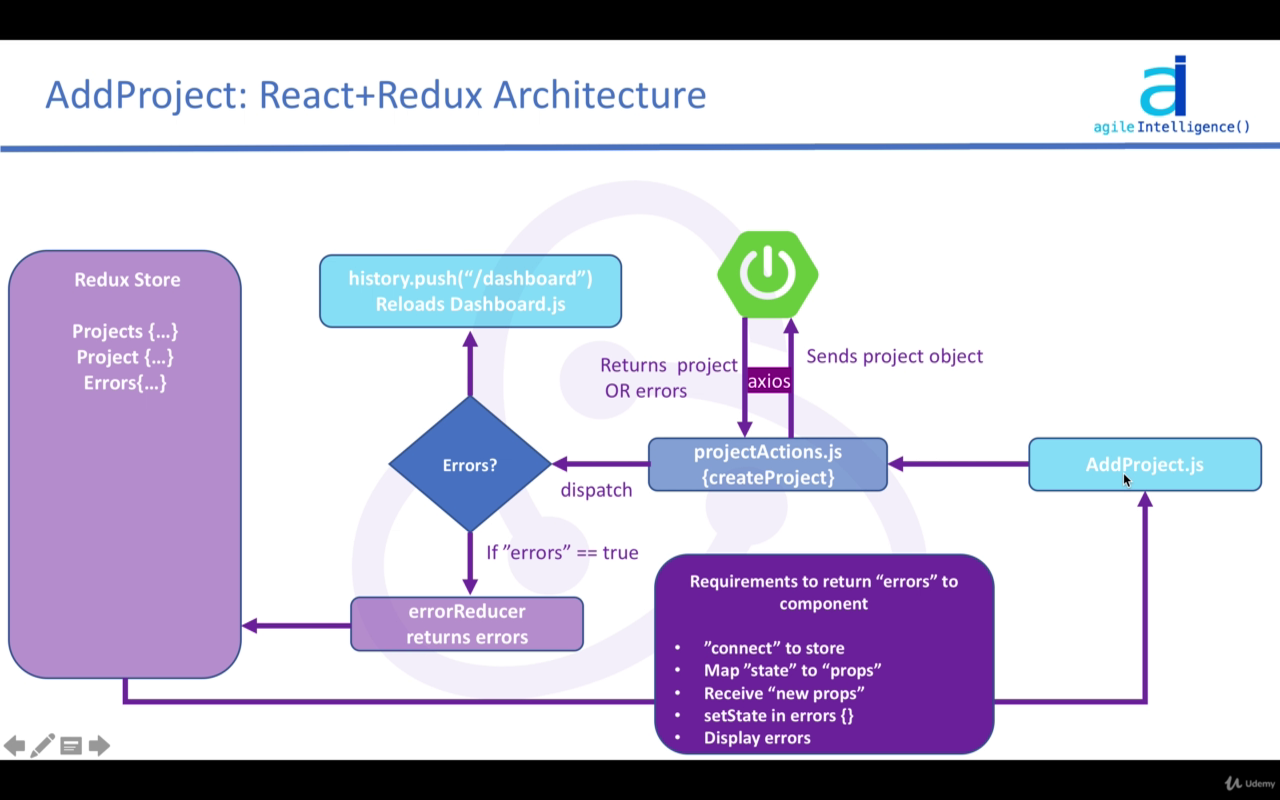 AddProject: React+Redux Architecture
ai
agileIntelligence()
Redux Store
Projects {...}
Project {...}
Errors{...}
history.push(“/dashboard”)
Reloads Dashboard.js
Returns project
OR errors
axios
Sends project object
Errors?
dispatch
projectActions.js
{createProject}
AddProject.js
If ”errors” == true
errorReducer
returns errors
Requirements to return “errors” to
component
• ”connect” to store
• Map ”state” to “props”
• Receive “new props”
• setState in errors {}
• Display errors
Udemy